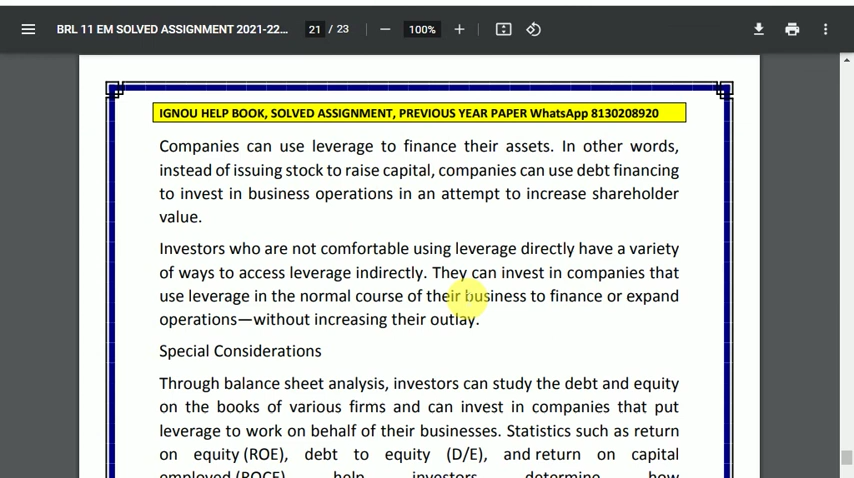 BRL 11 EM SOLVED ASSIGNMENT 2021-22... 21 / 23 100%
IGNOU HELP BOOK, SOLVED ASSIGNMENT, PREVIOUS YEAR PAPER WhatsApp 8130208920
Companies can use leverage to finance their assets. In other words,
instead of issuing stock to raise capital, companies can use debt financing
to invest in business operations in an attempt to increase shareholder
value.
Investors who are not comfortable using leverage directly have a variety
of ways to access leverage indirectly. They can invest in companies that
use leverage in the normal course of their business to finance or expand
operations—without increasing their outlay.
Special Considerations
Through balance sheet analysis, investors can study the debt and equity
on the books of various firms and can invest in companies that put
leverage to work on behalf of their businesses. Statistics such as return
on equity (ROE), debt to equity (D/E), and return on capital
employed (ROCE) help investors determine how